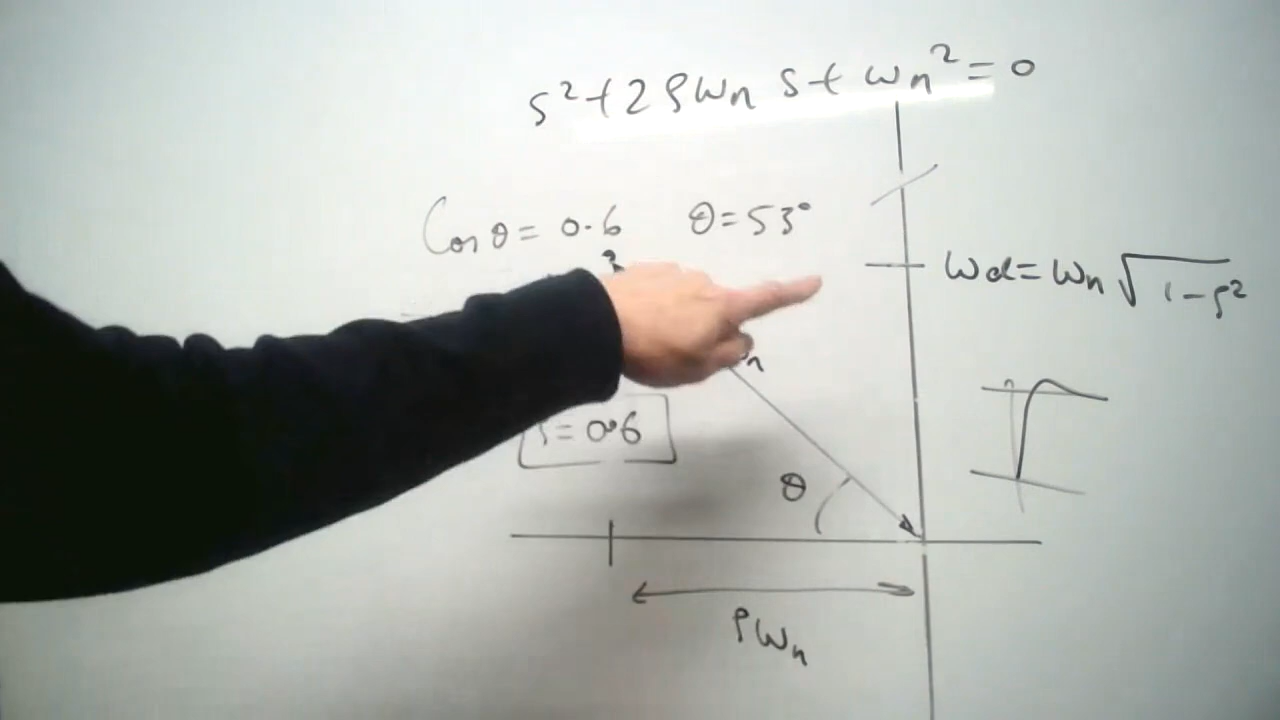 s²+2ρωn s+ ωn²=0
Cos θ= 0.6 θ=53°
ωd=ωn√1-ρ²
n
ρ=0.6
θ
ρωn